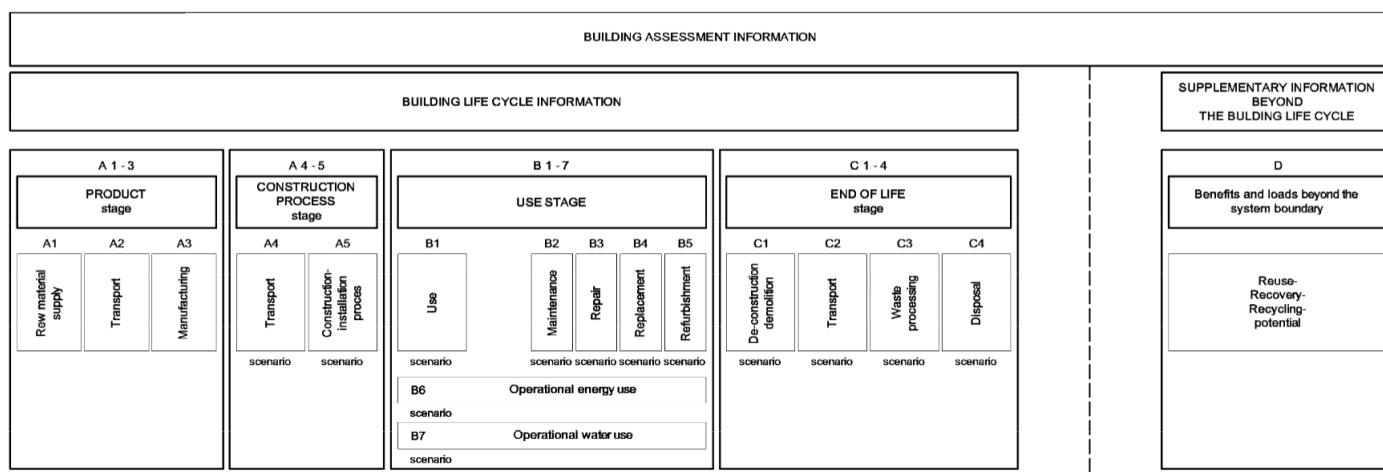 BUILDING ASSESSMENT INFORMATION
BUILDING LIFE CYCLE INFORMATION
SUPPLEMENTARY INFORMATION
BEYOND
THE BULDING LIFE CYCLE
A 1 - 3
PRODUCT
stage
A1
A2
A3
Rew material
supply
Transport
Manufacturing
A 4 - 5
CONSTRUCTION
PROCESS
stage
A4
A5
Transport
Construction-
installation
proces
scenario
scenario
B 1 - 7
USE STAGE
B1
B2
B3
B4
B5
Use
Maintenance
Repair
Replacement
Refurbishment
scenario
scenario
scenario
scenario
scenario
B6
Operational energy use
scenario
B7
Operational water use
scenario
C 1 - 4
END OF LIFE
stage
C1
C2
C3
C4
De-construction
demolition
Transport
Waste
processing
Disposal
scenario
scenario
scenario
scenario
D
Benefits and loads beyond the
system boundary
Reuse-
Recovery-
Recycling-
potential